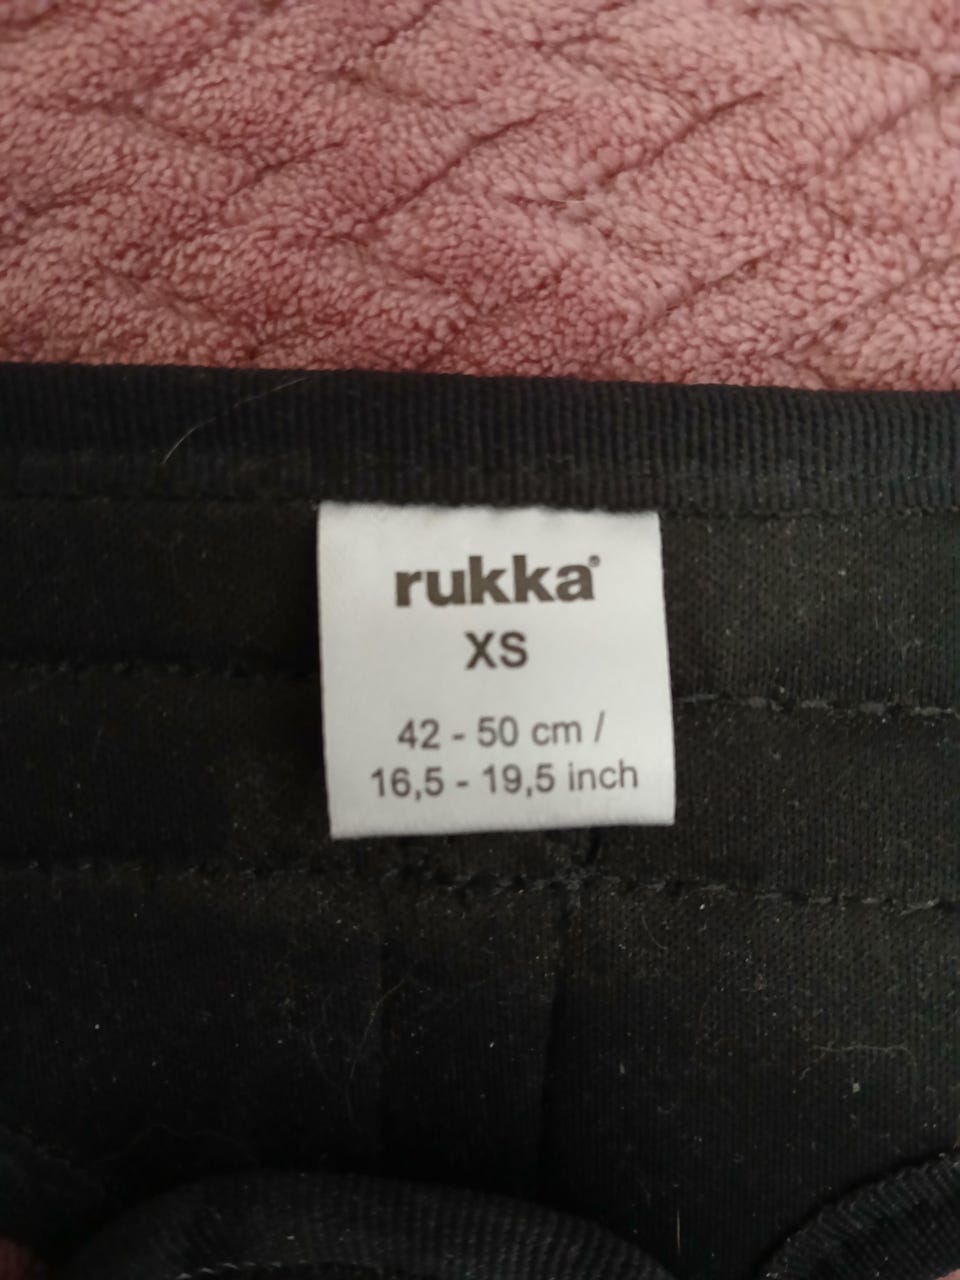 rukka®
XS
42 - 50 cm /
16,5 - 19,5 inch